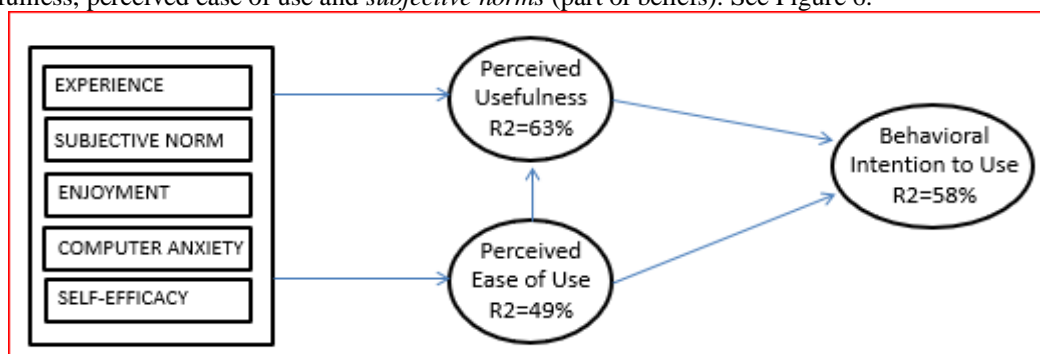 fulness, perceived ease of use and subjective norms (part of beliefs). See Figure 6.
EXPERIENCE
SUBJECTIVE NORM
ENJOYMENT
COMPUTER ANXIETY
SELF-EFFICACY
Perceived
Usefulness
R2=63%
Perceived
Ease of Use
R2=49%
Behavioral
Intention to Use
R2=58%